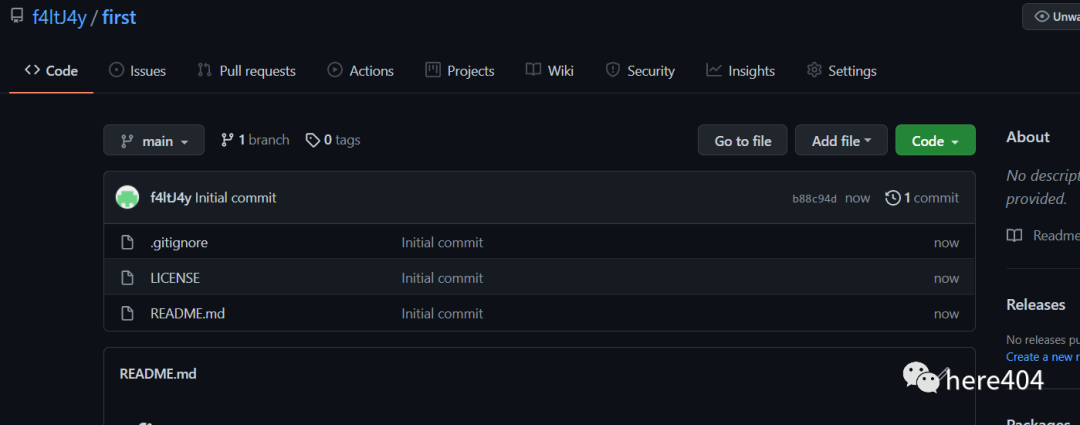 f4ltJ4y / first
Unwa
Code Issues Pull requests Actions Projects Wiki Security Insights Settings
main 1 branch 0 tags Go to file Add file Code
About
No descript
provided.
f4ltJ4y Initial commit b88c94d now 1 commit
Readme
.gitignore Initial commit now
LICENSE Initial commit now
README.md Initial commit now
Releases
No releases pu
Create a new r
README.md
here404
Packages